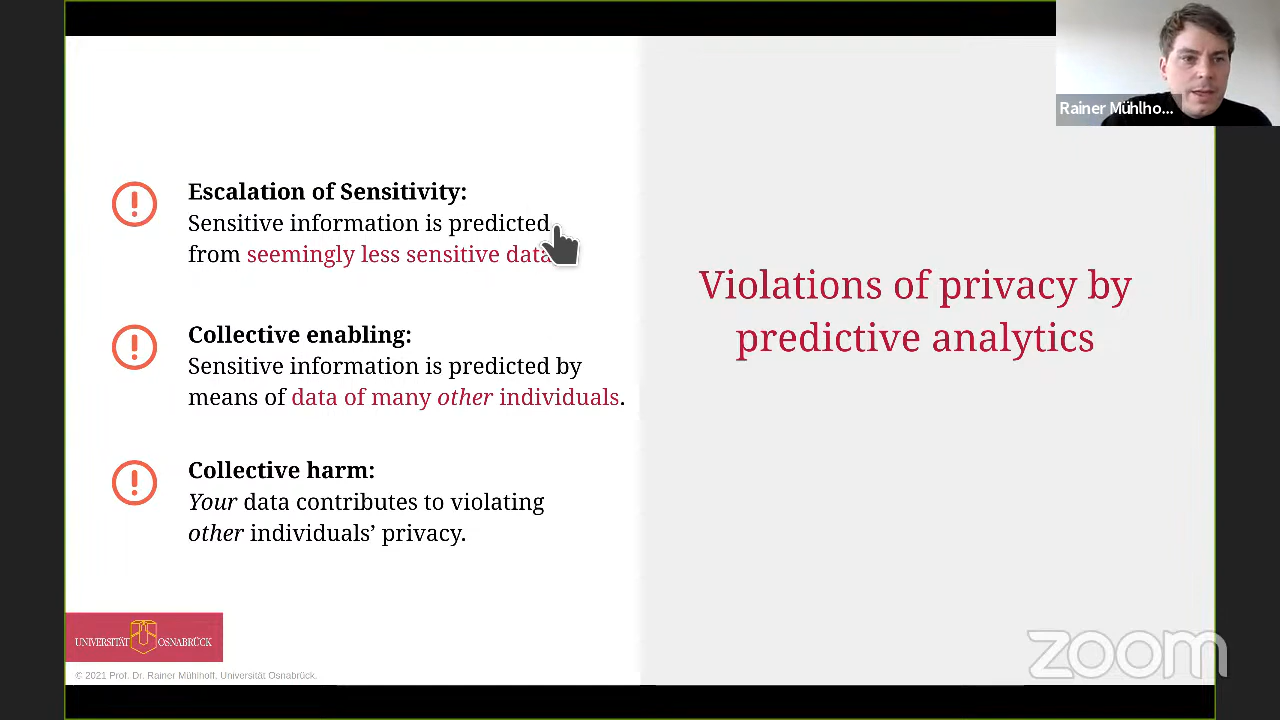 Rainer Mühlho...
Escalation of Sensitivity:
Sensitive information is predicted
from seemingly less sensitive data
Collective enabling:
Sensitive information is predicted by
means of data of many other individuals.
Collective harm:
Your data contributes to violating
other individuals’ privacy.
Violations of privacy by
predictive analytics
UNIVERSITÄT OSNABRÜCK
© 2021 Prof. Dr. Rainer Mühlhoff, Universität Osnabrück.
zoom